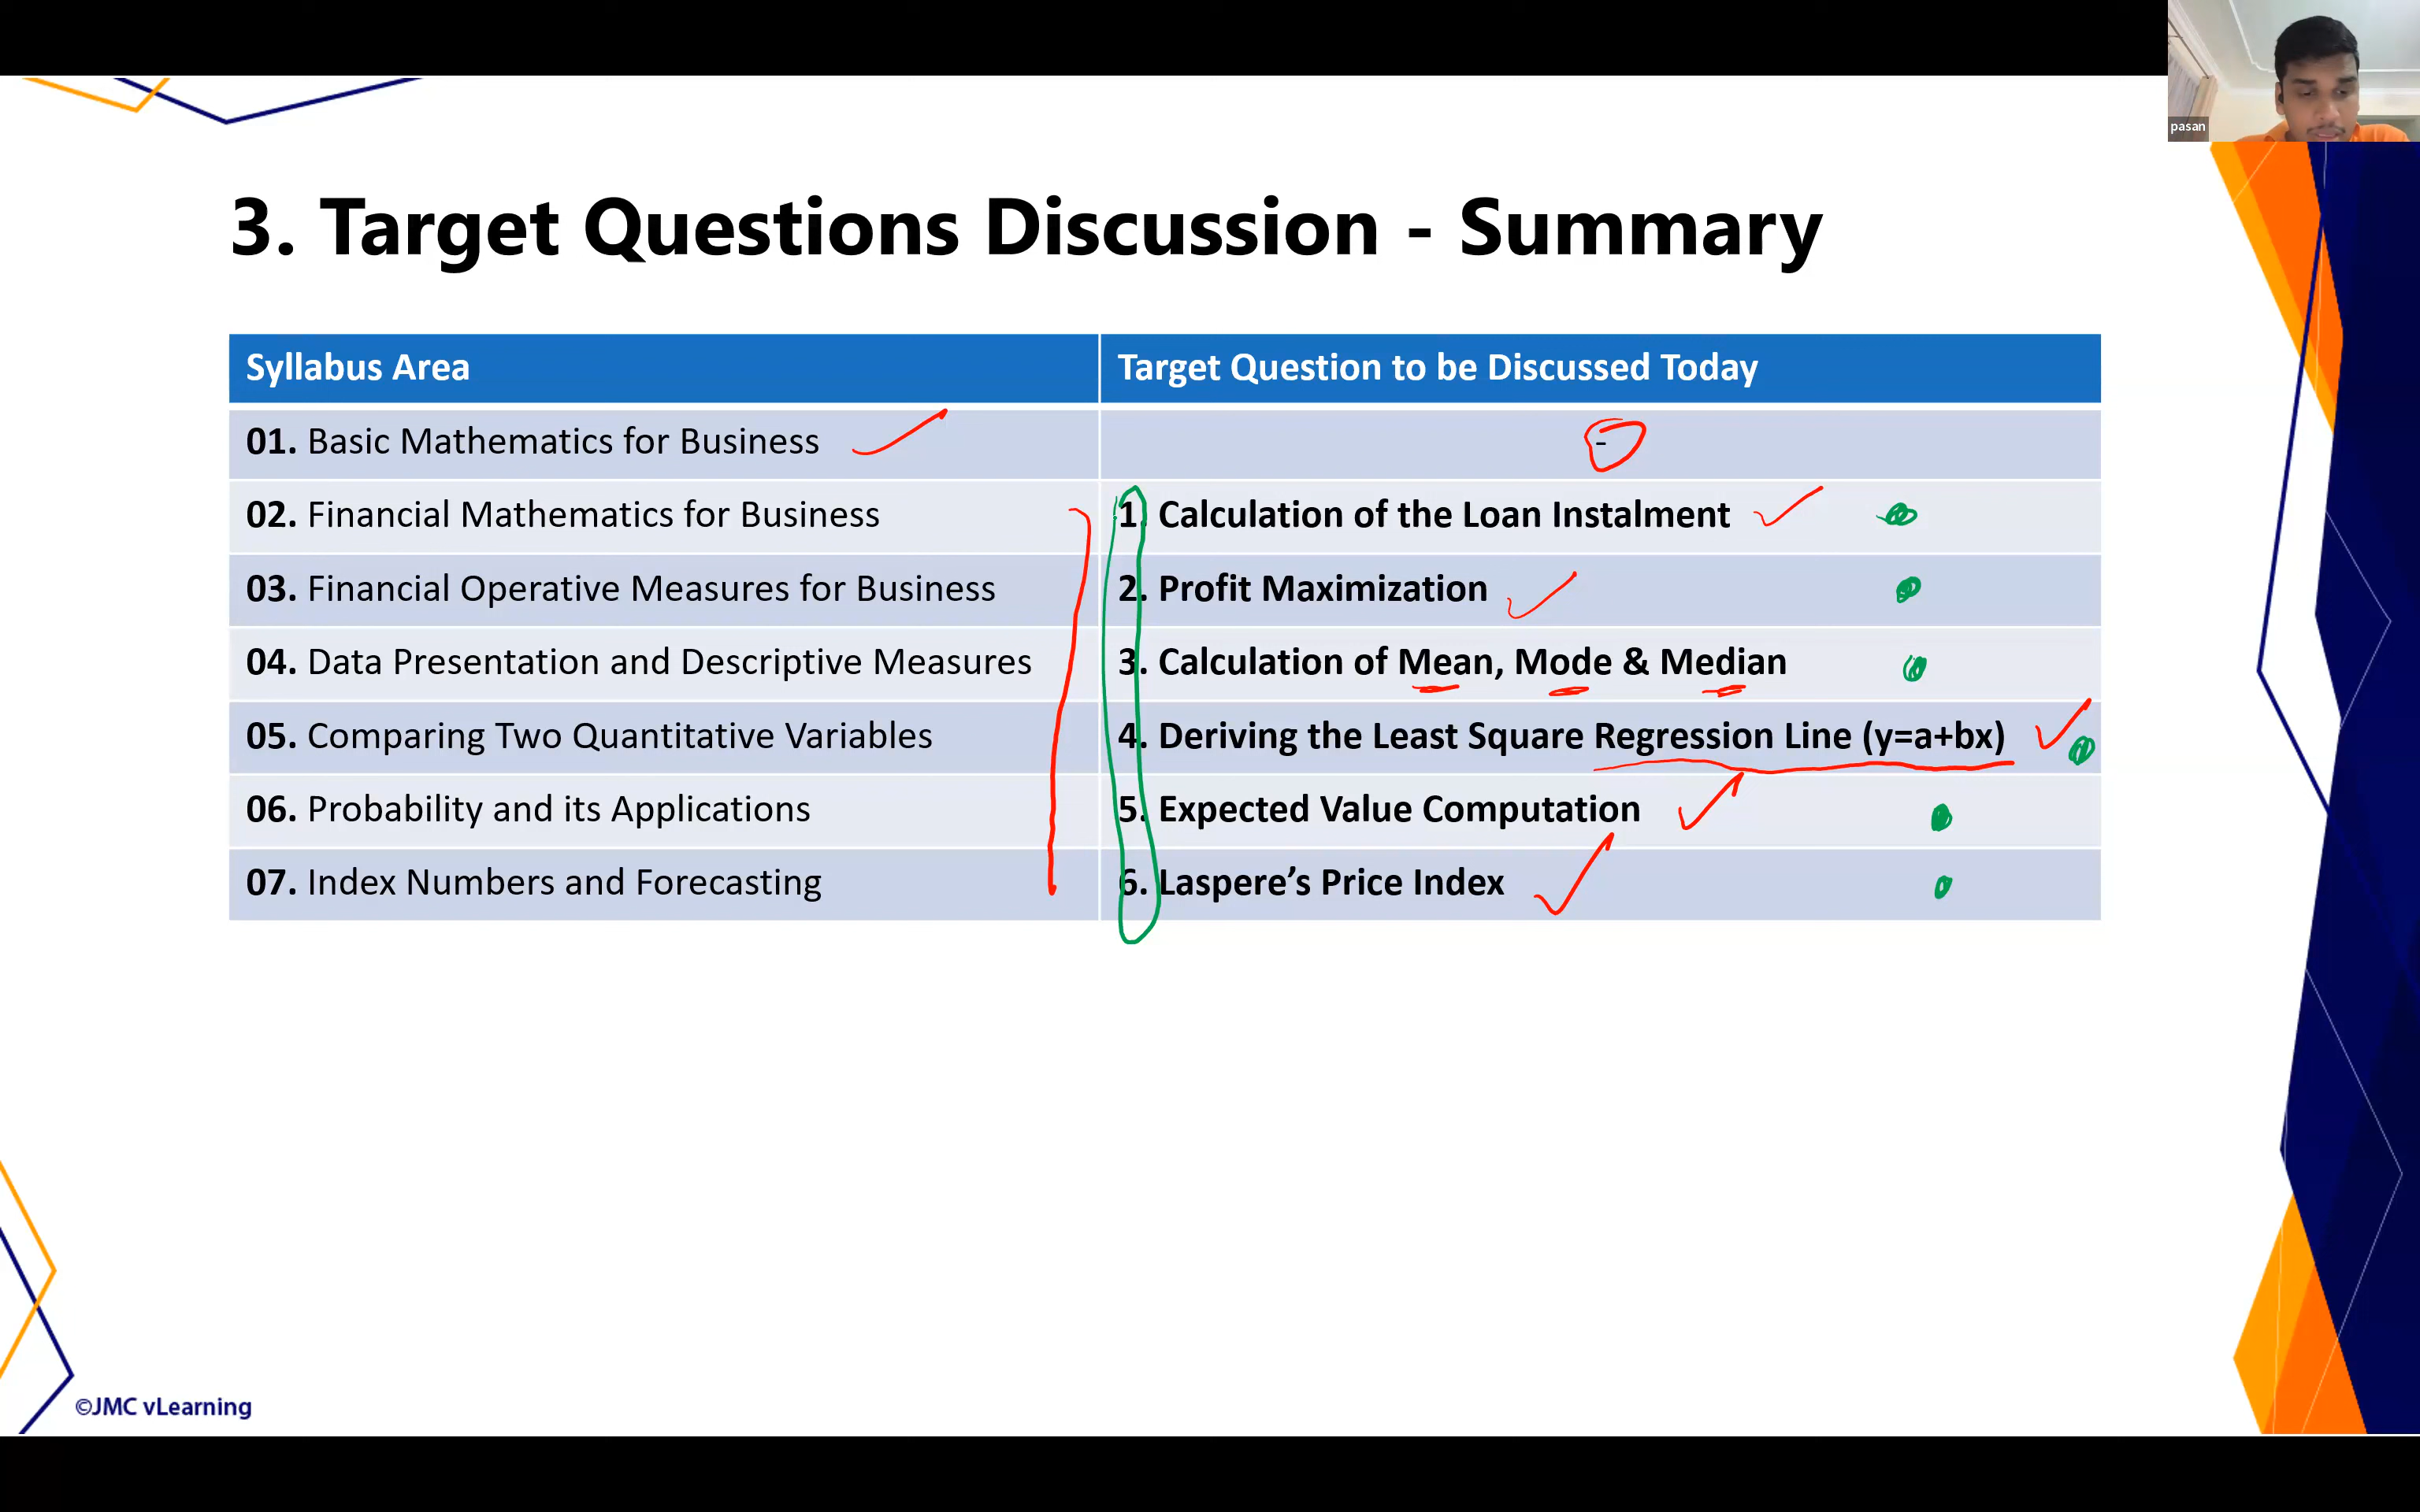 pasan
3. Target Questions Discussion - Summary
Syllabus Area
Target Question to be Discussed Today
01. Basic Mathematics for Business
-
02. Financial Mathematics for Business
1. Calculation of the Loan Instalment
03. Financial Operative Measures for Business
2. Profit Maximization
04. Data Presentation and Descriptive Measures
3. Calculation of Mean, Mode & Median
05. Comparing Two Quantitative Variables
4. Deriving the Least Square Regression Line (y=a+bx)
06. Probability and its Applications
5. Expected Value Computation
07. Index Numbers and Forecasting
6. Laspere’s Price Index
©JMC vLearning